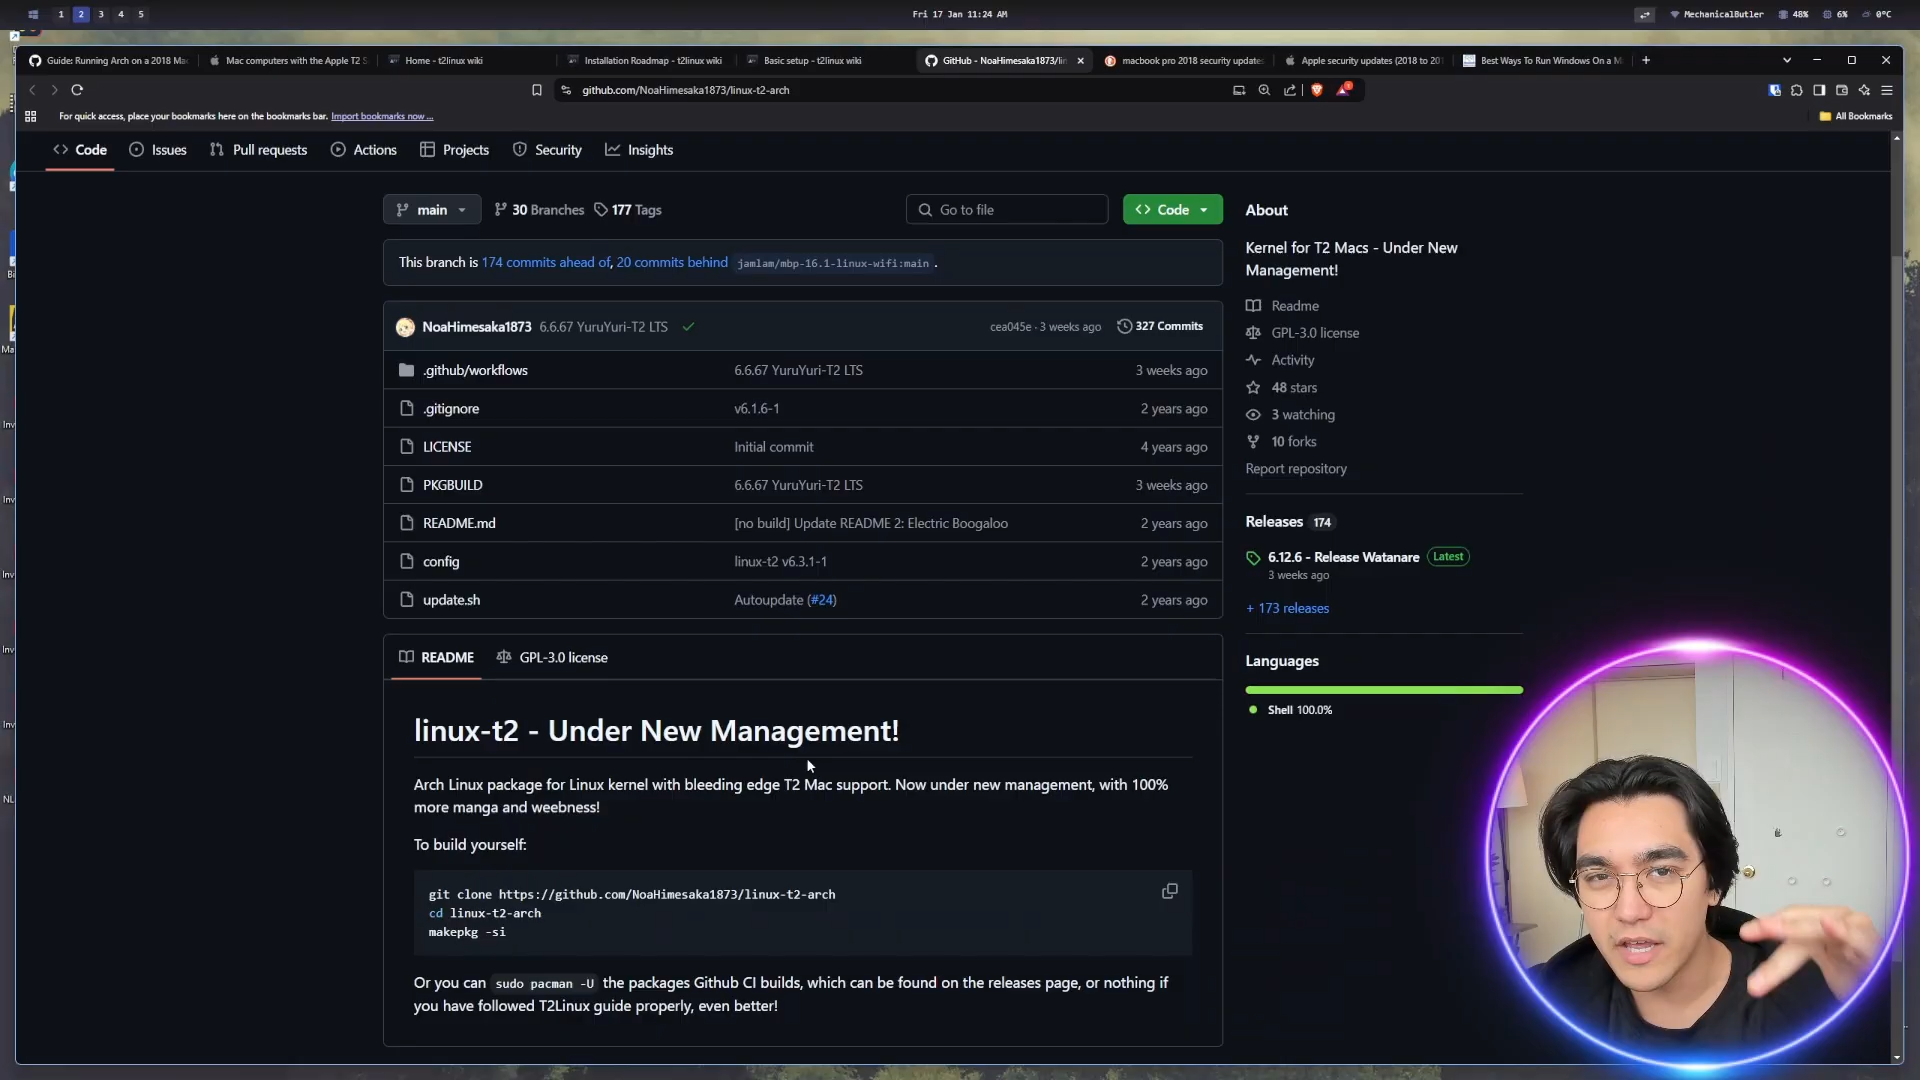 1 2 3 4 5
Fri 17 Jan 11:24 AM
MechanicalButler 48% 6% 0°C
Guide: Running Arch on a 2018 Mac
Mac computers with the Apple T2 S
Home - t2linux wiki
Installation Roadmap - t2linux wiki
Basic setup - t2linux wiki
GitHub - NoaHimesaka1873/lin
macbook pro 2018 security updates
Apple security updates (2018 to 201
Best Ways To Run Windows On a M
github.com/NoaHimesaka1873/linux-t2-arch
For quick access, place your bookmarks here on the bookmarks bar. Import bookmarks now ...
All Bookmarks
Code Issues Pull requests Actions Projects Security Insights
main 30 Branches 177 Tags
Go to file
Code
This branch is 174 commits ahead of, 20 commits behind jamlam/mbp-16.1-linux-wifi:main .
NoaHimesaka1873 6.6.67 YuruYuri-T2 LTS cea045e · 3 weeks ago 327 Commits
.github/workflows 6.6.67 YuruYuri-T2 LTS 3 weeks ago
.gitignore v6.1.6-1 2 years ago
LICENSE Initial commit 4 years ago
PKGBUILD 6.6.67 YuruYuri-T2 LTS 3 weeks ago
README.md [no build] Update README 2: Electric Boogaloo 2 years ago
config linux-t2 v6.3.1-1 2 years ago
update.sh Autoupdate (#24) 2 years ago
README GPL-3.0 license
linux-t2 - Under New Management!
Arch Linux package for Linux kernel with bleeding edge T2 Mac support. Now under new management, with 100%
more manga and weebness!
To build yourself:
git clone https://github.com/NoaHimesaka1873/linux-t2-arch
cd linux-t2-arch
makepkg -si
Or you can sudo pacman -U the packages Github CI builds, which can be found on the releases page, or nothing if
you have followed T2Linux guide properly, even better!
About
Kernel for T2 Macs - Under New
Management!
Readme
GPL-3.0 license
Activity
48 stars
3 watching
10 forks
Report repository
Releases 174
6.12.6 - Release Watanare Latest
3 weeks ago
+ 173 releases
Languages
Shell 100.0%